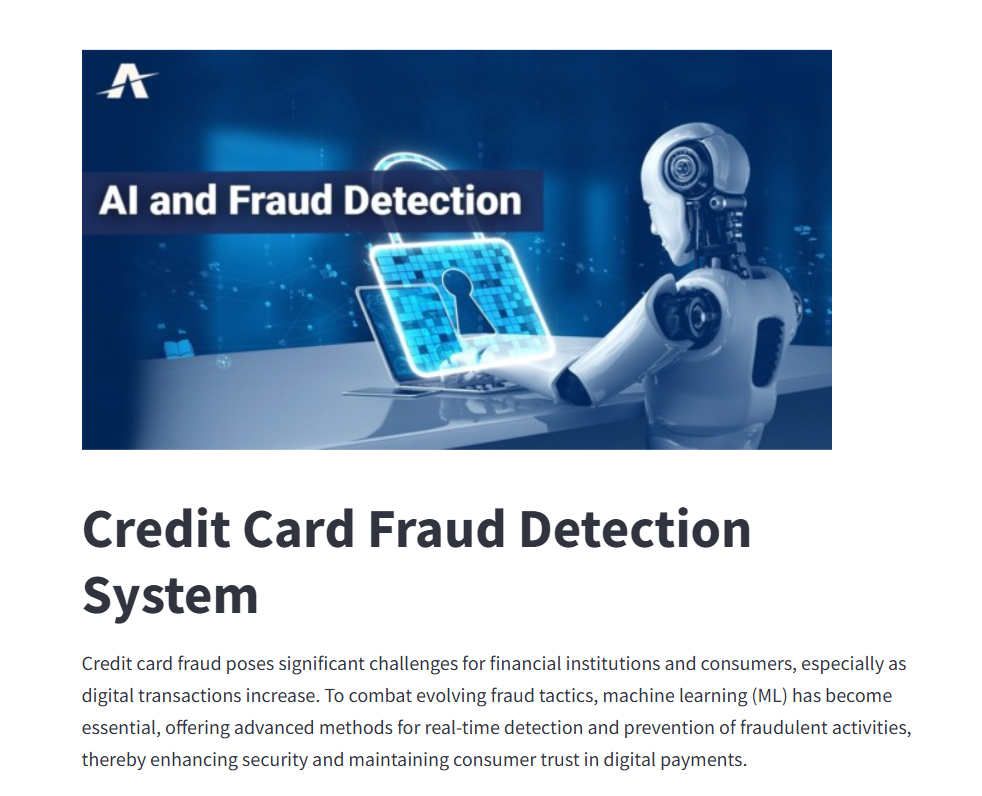 AI and Fraud Detection
Credit Card Fraud Detection
System
Credit card fraud poses significant challenges for financial institutions and consumers, especially as
digital transactions increase. To combat evolving fraud tactics, machine learning (ML) has become
essential, offering advanced methods for real-time detection and prevention of fraudulent activities,
thereby enhancing security and maintaining consumer trust in digital payments.